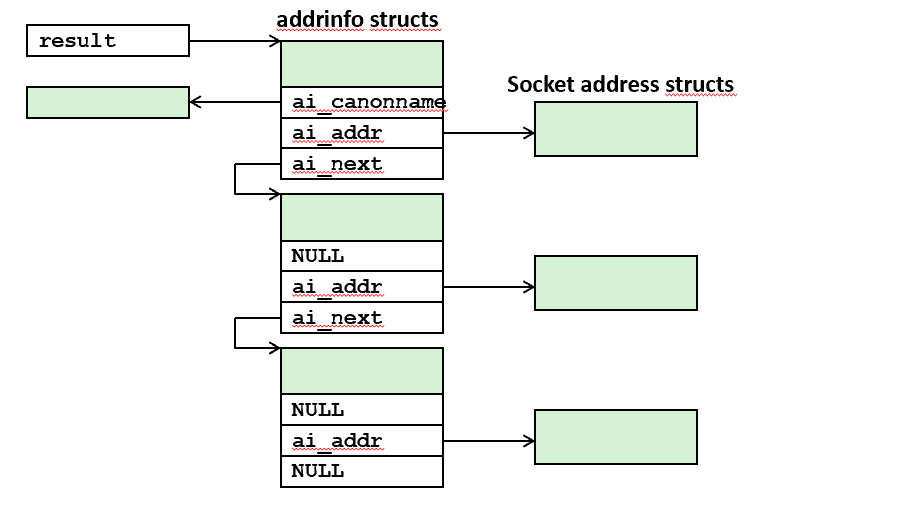 addrinfo structs
result
ai_canonname
Socket address structs
ai_addr
ai_next
NULL
ai_addr
ai_next
NULL
ai_addr
NULL